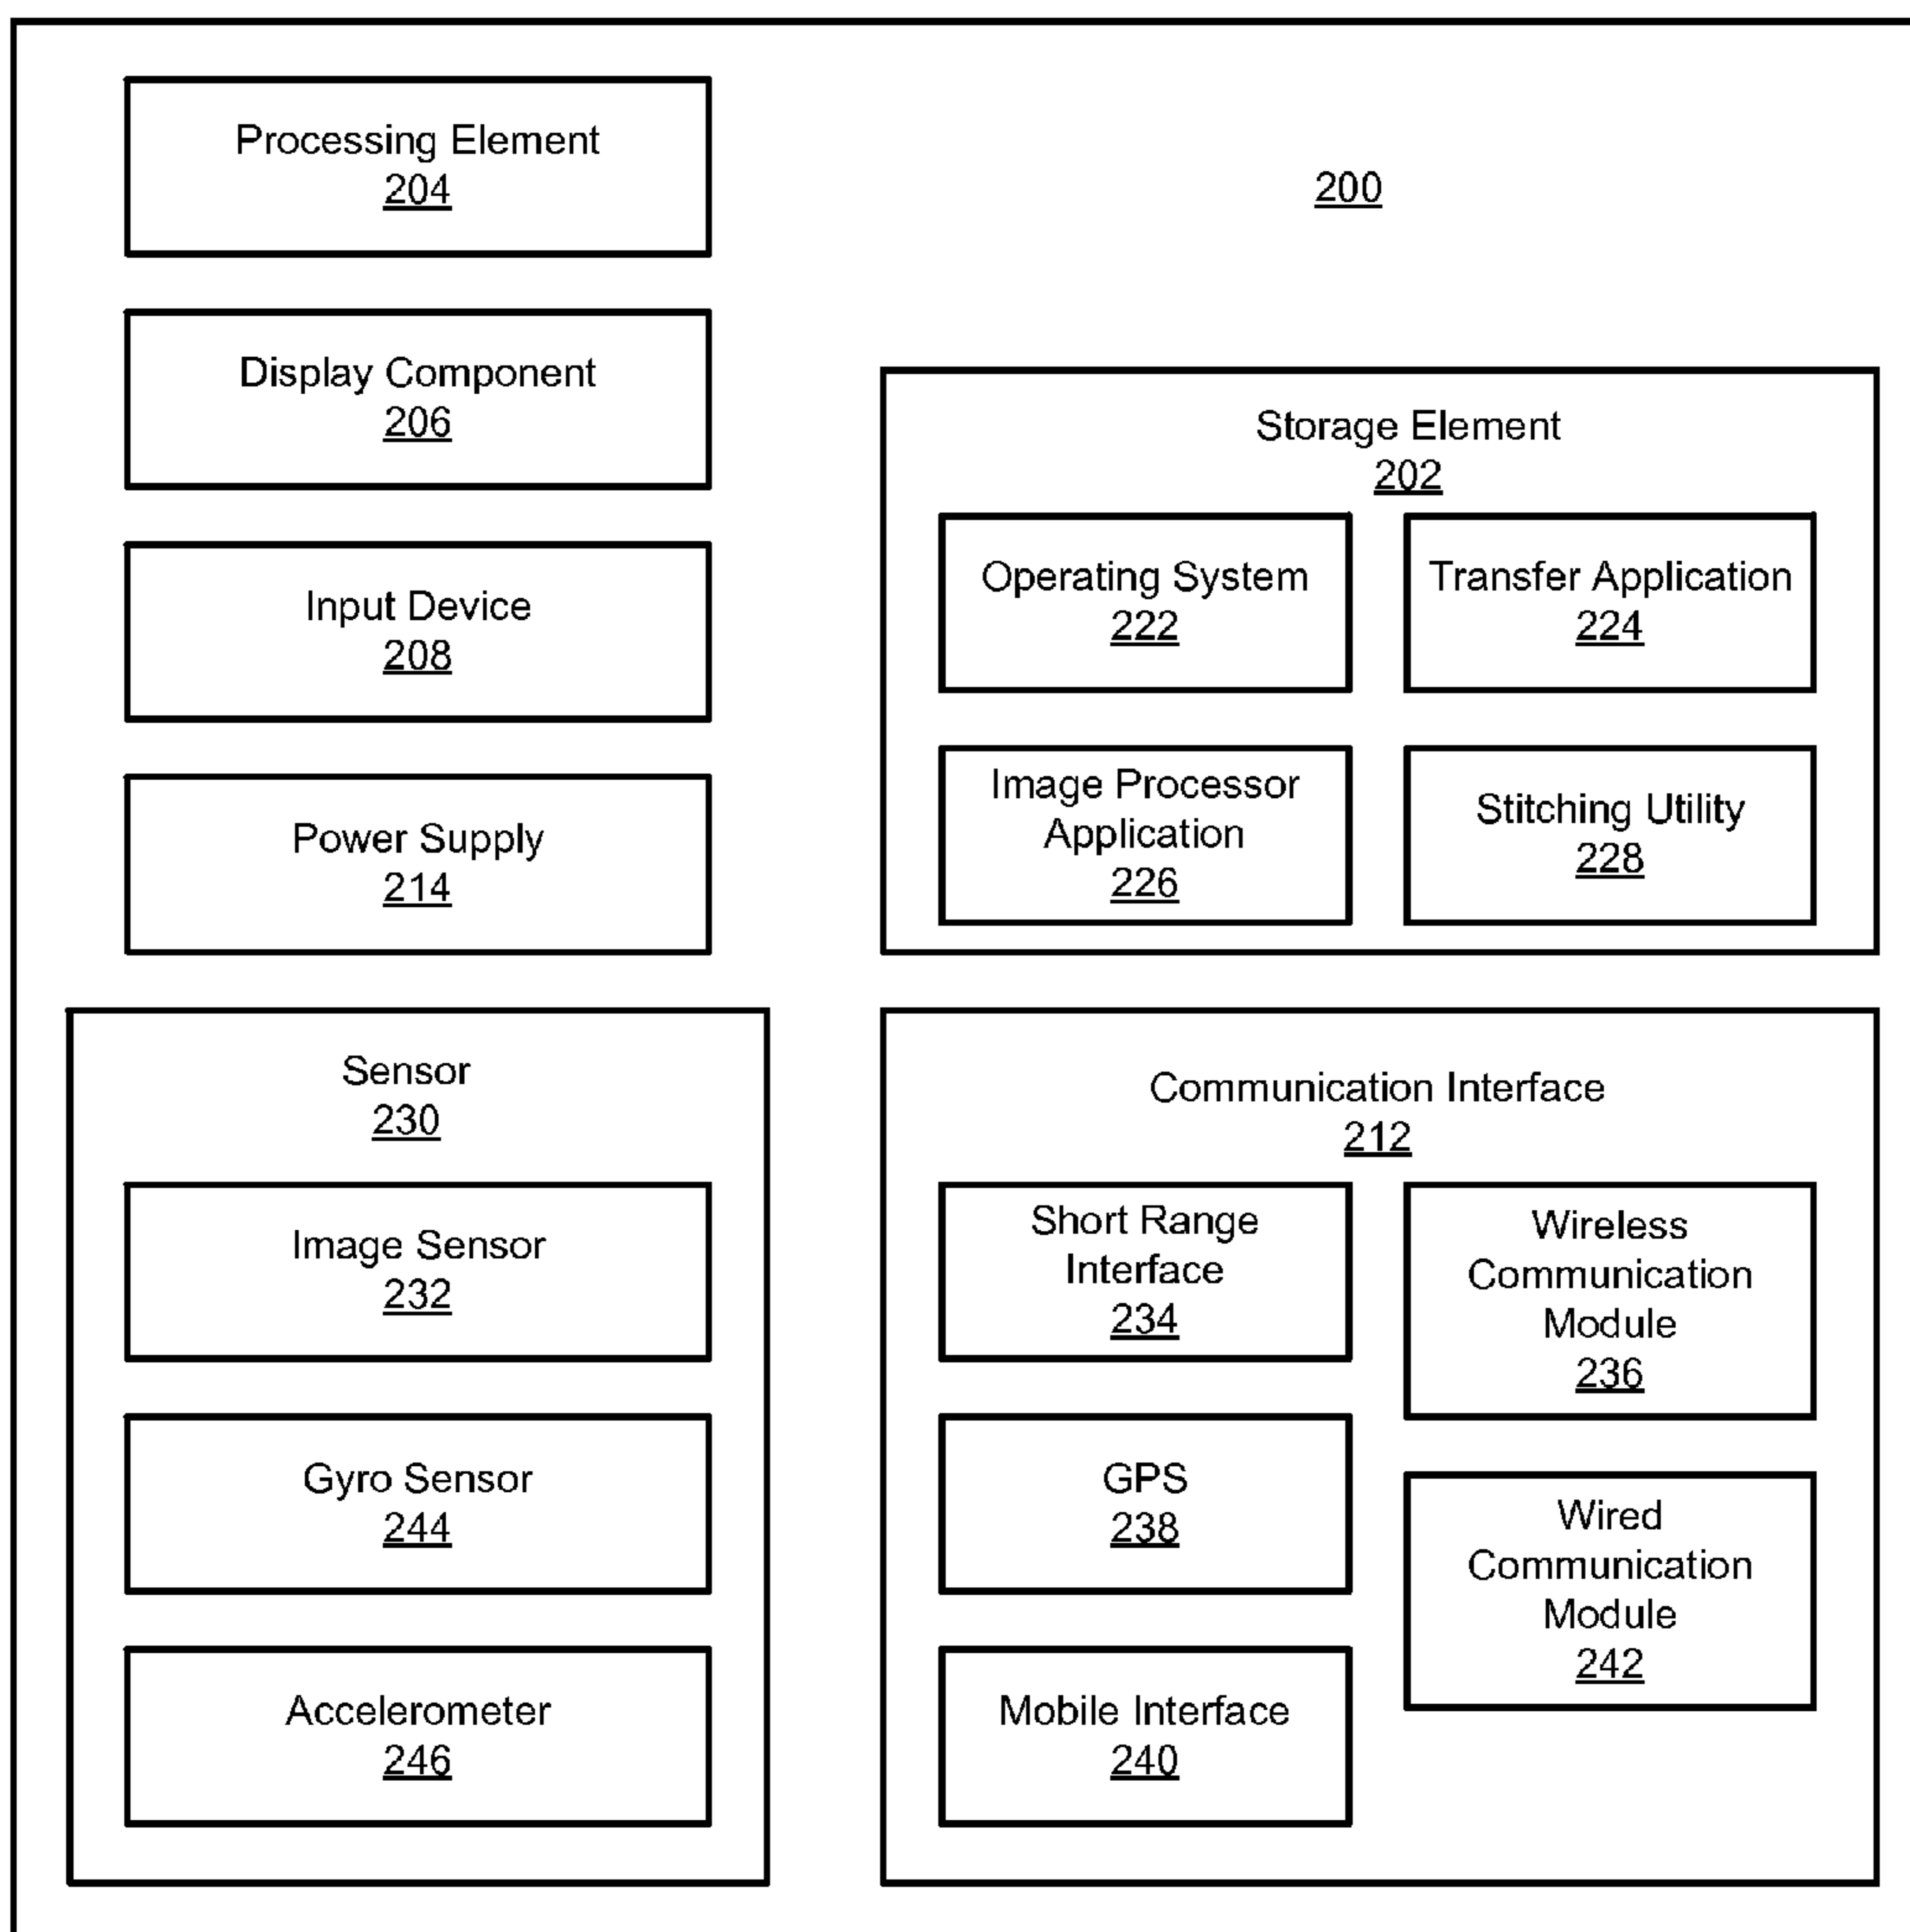 Processing Element
204
200
Display Component
206
Input Device
208
Power Supply
214
Storage Element
202
Operating System
222
Transfer Application
224
Image Processor
Application
226
Stitching Utility
228
Sensor
230
Image Sensor
232
Gyro Sensor
244
Accelerometer
246
Communication Interface
212
Short Range
Interface
234
Wireless
Communication
Module
236
GPS
238
Wired
Communication
Module
242
Mobile Interface
240